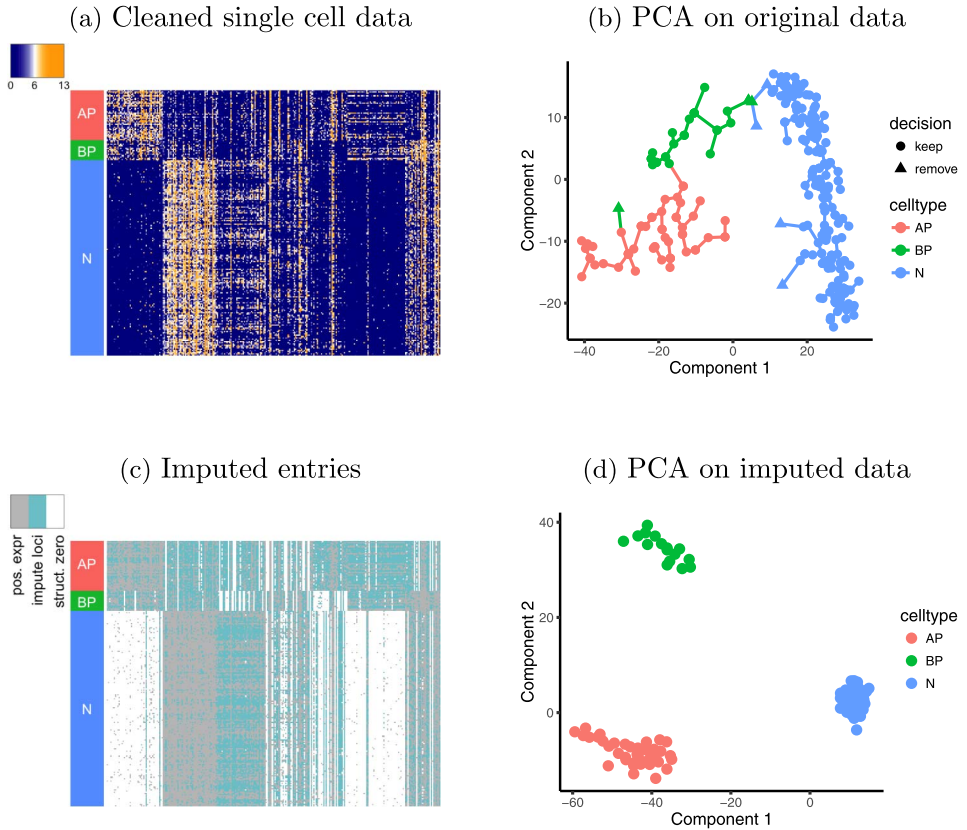 (a) Cleaned single cell data
0 6 13
AP
BP
N
(b) PCA on original data
10
0
−10
−20
Component 2
−40 −20 0 20
Component 1
decision
keep
remove
celltype
AP
BP
N
(c) Imputed entries
pos. expr
impute loci
struct. zero
AP
BP
N
(d) PCA on imputed data
40
20
0
Component 2
−60 −40 −20 0
Component 1
celltype
AP
BP
N